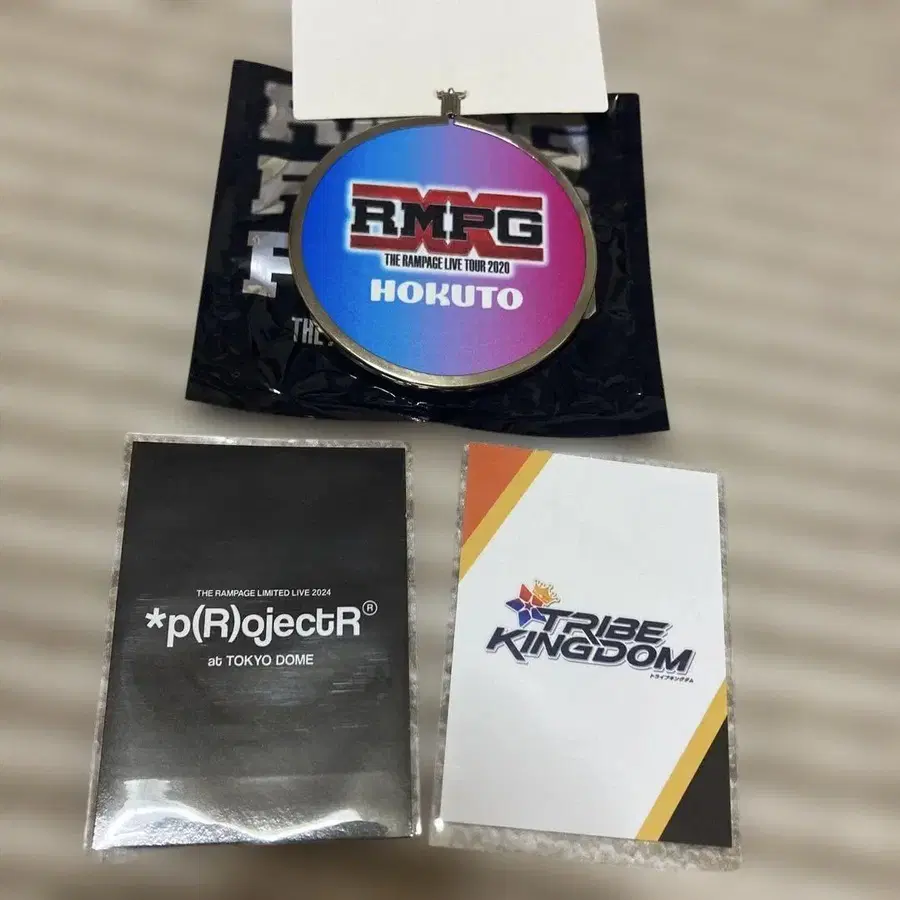 RMPG
THE RAMPAGE LIVE TOUR 2020
HOKUTO
THE
THE RAMPAGE LIMITED LIVE 2024
*p(R)ojectR®
at TOKYO DOME
TRIBE
KINGDOM
トライブキングダム